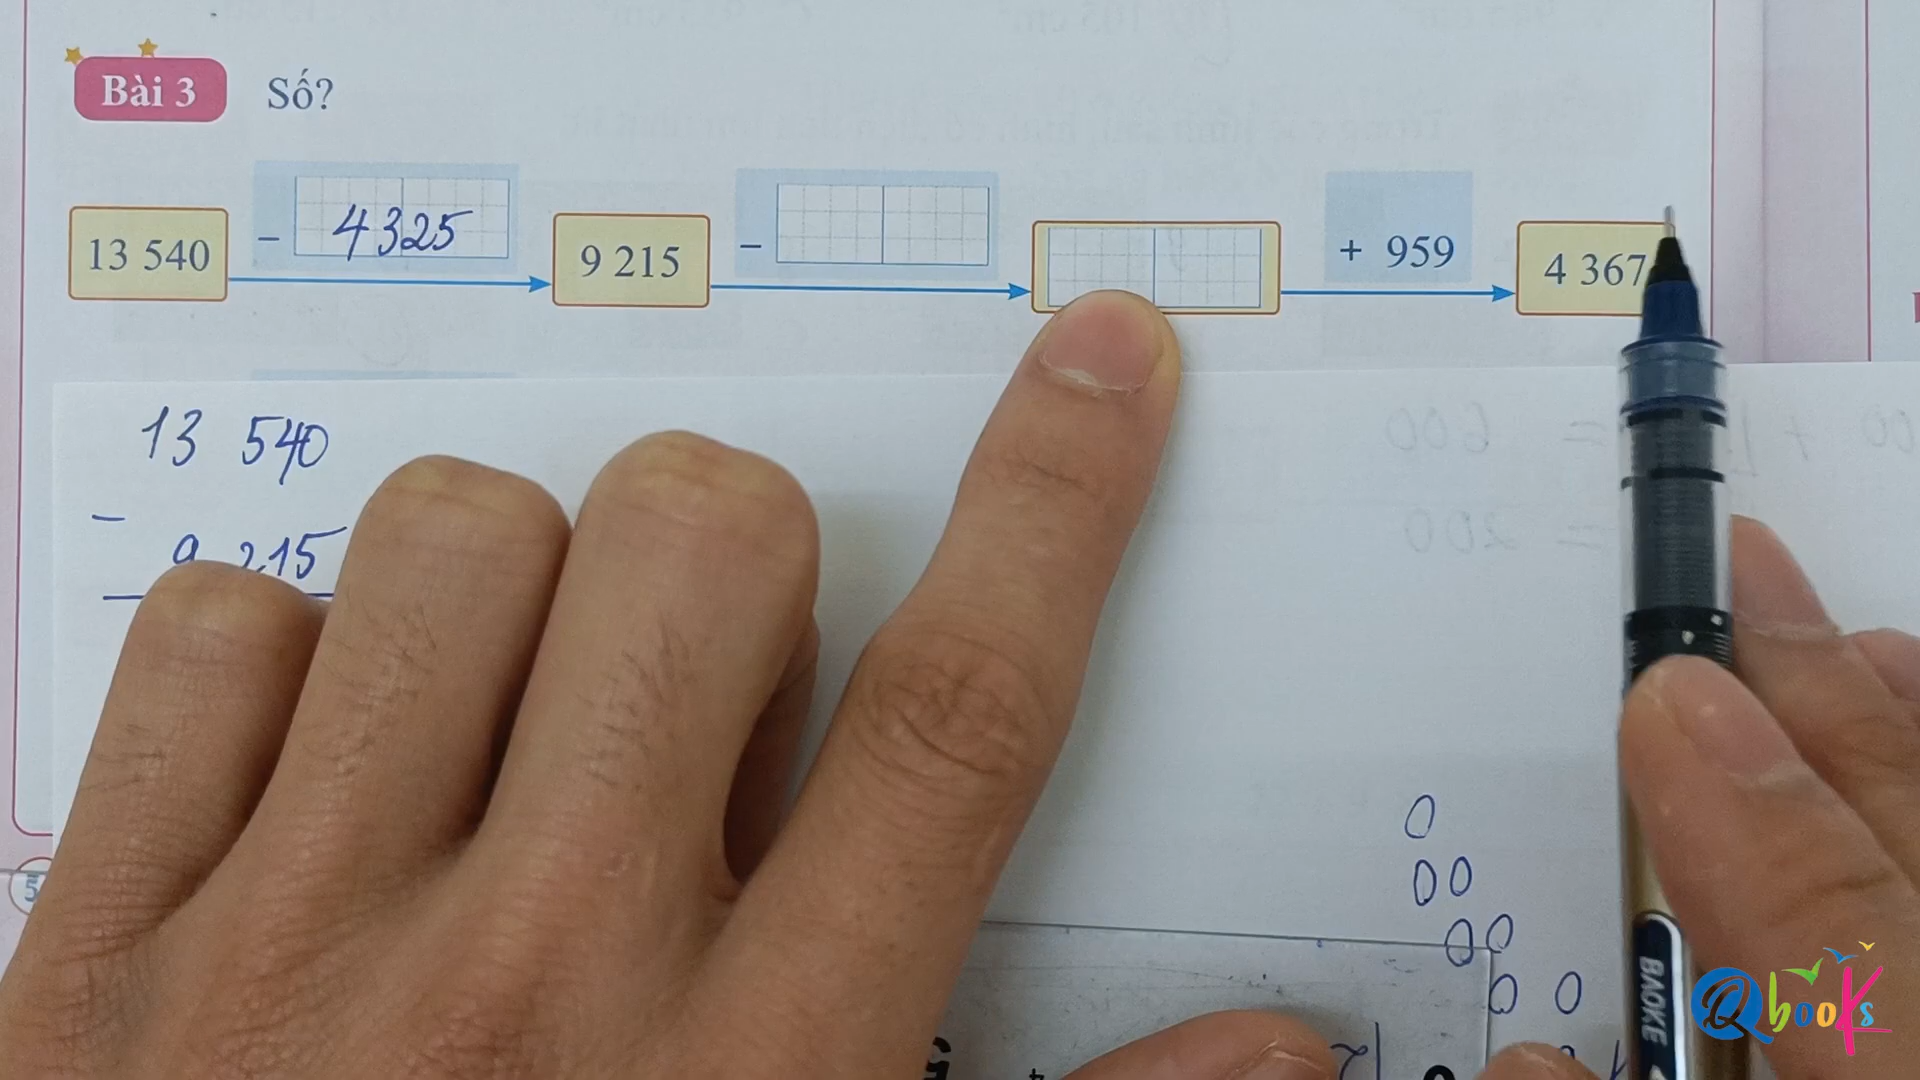 Bài 3 Số?
13 540 - 4325 9 215 - + 959 4 367
13 540
-
9 215
0
00
00
0 0
BAOKE
Qbooks